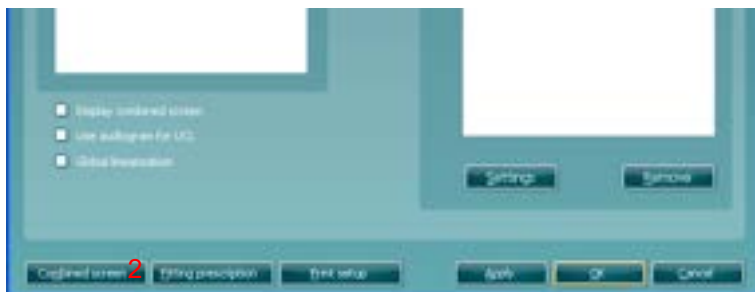 Display combined screen
Use audiogram for UCL
Global Impairation
Settings Remove
Combined screen 2 Fitting prescription Print setup Apply OK Cancel